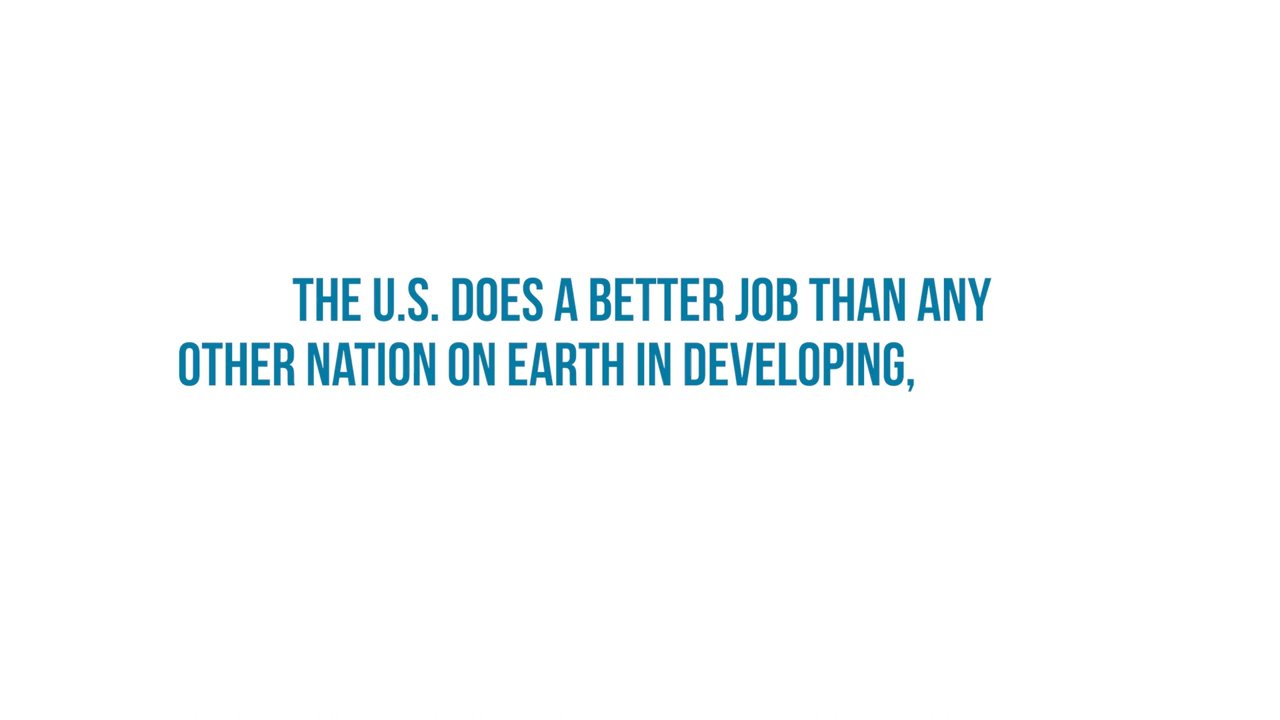 THE U.S. DOES A BETTER JOB THAN ANY
OTHER NATION ON EARTH IN DEVELOPING,